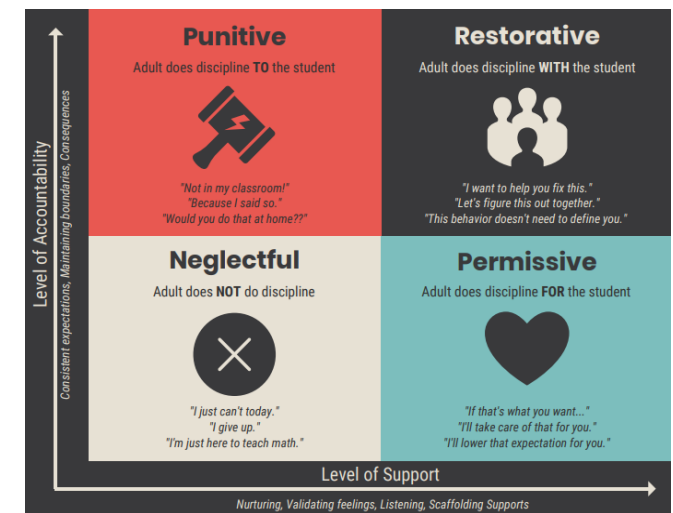 Punitive
Adult does discipline TO the student
"Not in my classroom!"
"Because I said so."
"Would you do that at home??"
Restorative
Adult does discipline WITH the student
"I want to help you fix this."
"Let's figure this out together."
"This behavior doesn't need to define you."
Neglectful
Adult does NOT do discipline
"I just can't today."
"I give up."
"I'm just here to teach math."
Permissive
Adult does discipline FOR the student
"If that's what you want..."
"I'll take care of that for you."
"I'll lower that expectation for you."
Level of Accountability
Consistent expectations, Maintaining boundaries, Consequences
Level of Support
Nurturing, Validating feelings, Listening, Scaffolding Supports